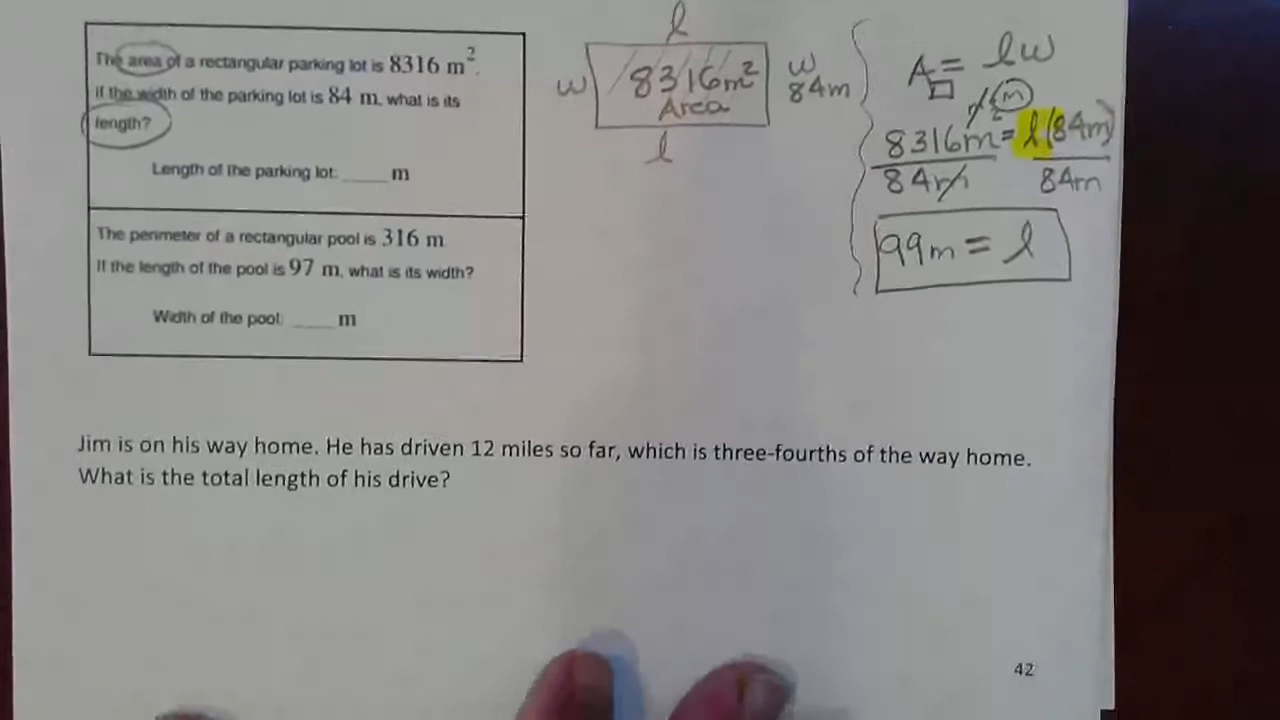 The area of a rectangular parking lot is 8316 m².
If the width of the parking lot is 84 m, what is its
length?
Length of the parking lot: ____ m
The perimeter of a rectangular pool is 316 m.
If the length of the pool is 97 m, what is its width?
Width of the pool: ____ m
l
w 8316m² w
Area 84m
l
A = lw
m
8316m² = l(84m)
84m 84m
99m = l
Jim is on his way home. He has driven 12 miles so far, which is three-fourths of the way home.
What is the total length of his drive?
42